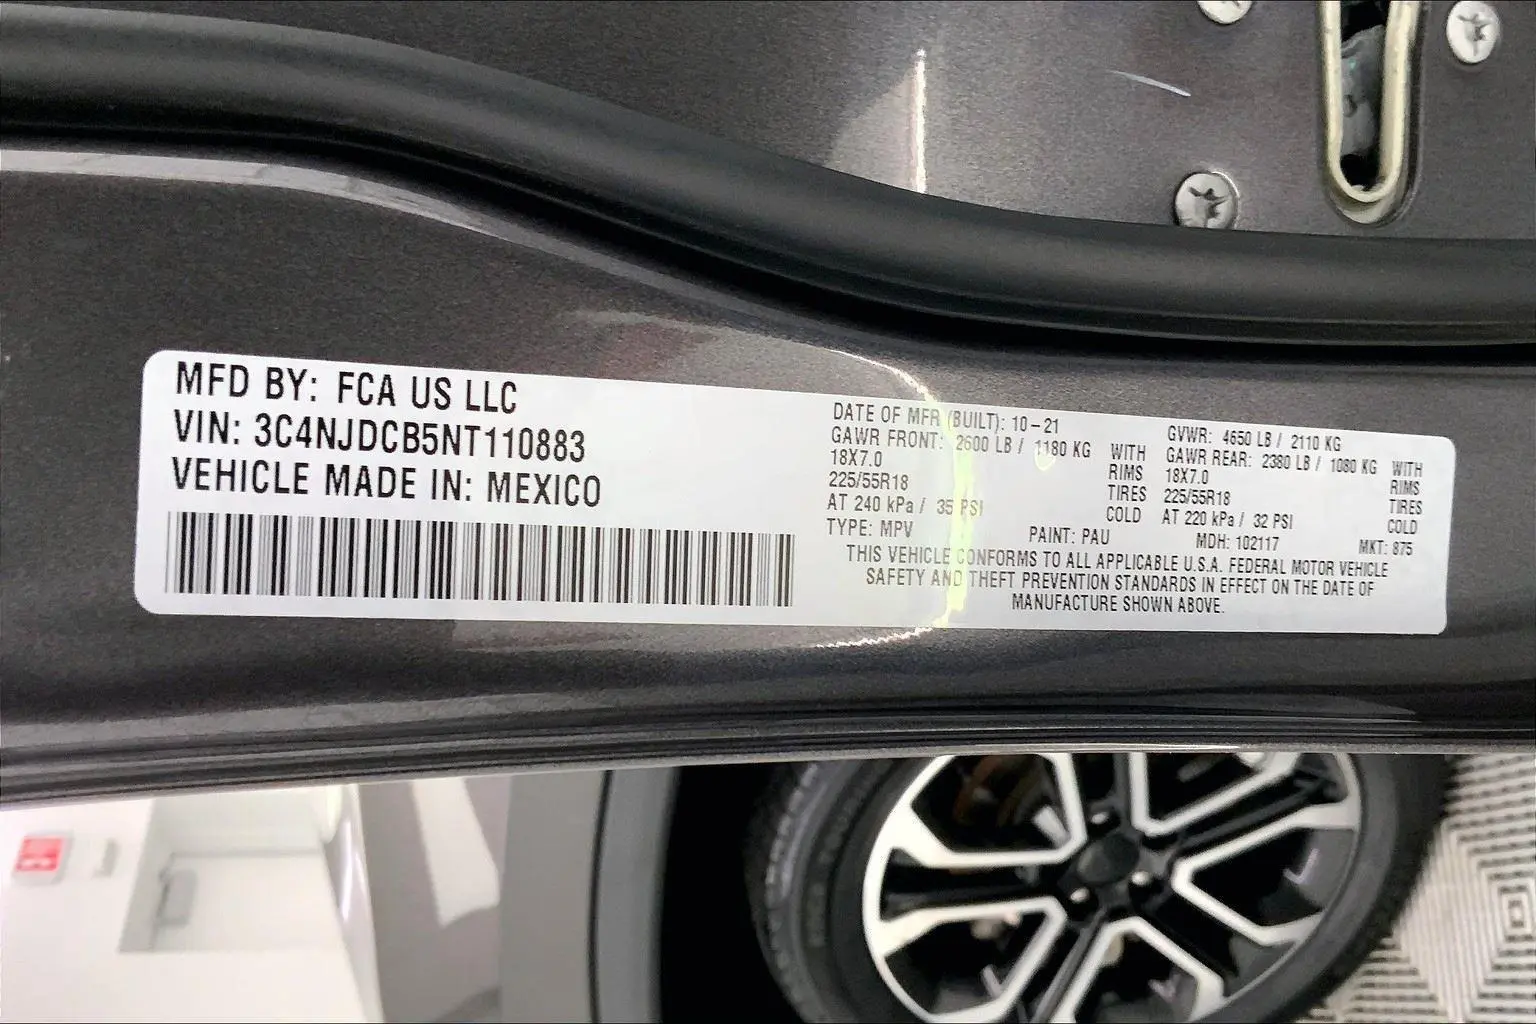 MFD BY: FCA US LLC
VIN: 3C4NJDCB5NT110883
VEHICLE MADE IN: MEXICO
DATE OF MFR (BUILT): 10-21
GAWR FRONT: 2600 LB / 1180 KG WITH
18X7.0 RIMS
225/55R18 TIRES
AT 240 kPa / 35 PSI COLD
GVWR: 4650 LB / 2110 KG
GAWR REAR: 2380 LB / 1080 KG WITH
18X7.0 RIMS
225/55R18 TIRES
AT 220 kPa / 32 PSI COLD
TYPE: MPV PAINT: PAU MDH: 102117 MKT: 875
THIS VEHICLE CONFORMS TO ALL APPLICABLE U.S.A. FEDERAL MOTOR VEHICLE
SAFETY AND THEFT PREVENTION STANDARDS IN EFFECT ON THE DATE OF
MANUFACTURE SHOWN ABOVE.